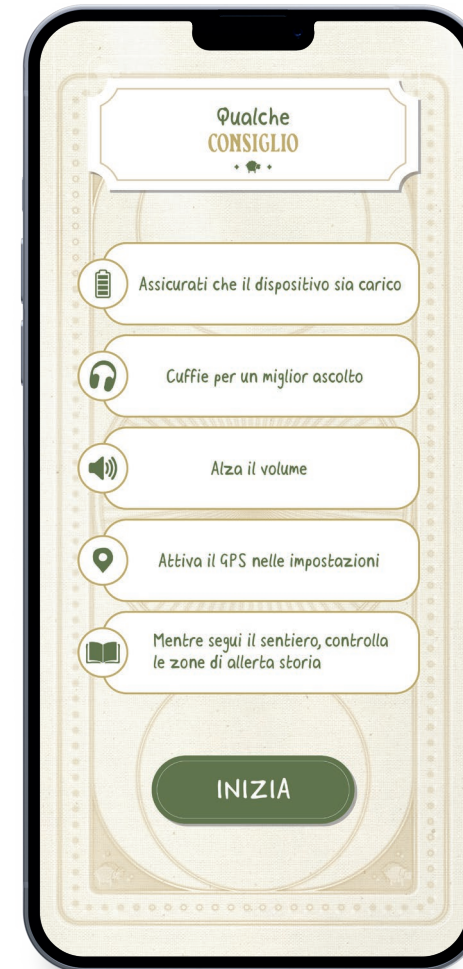 Qualche
CONSIGLIO
Assicurati che il dispositivo sia carico
Cuffie per un miglior ascolto
Alza il volume
Attiva il GPS nelle impostazioni
Mentre segui il sentiero, controlla
le zone di allerta storia
INIZIA